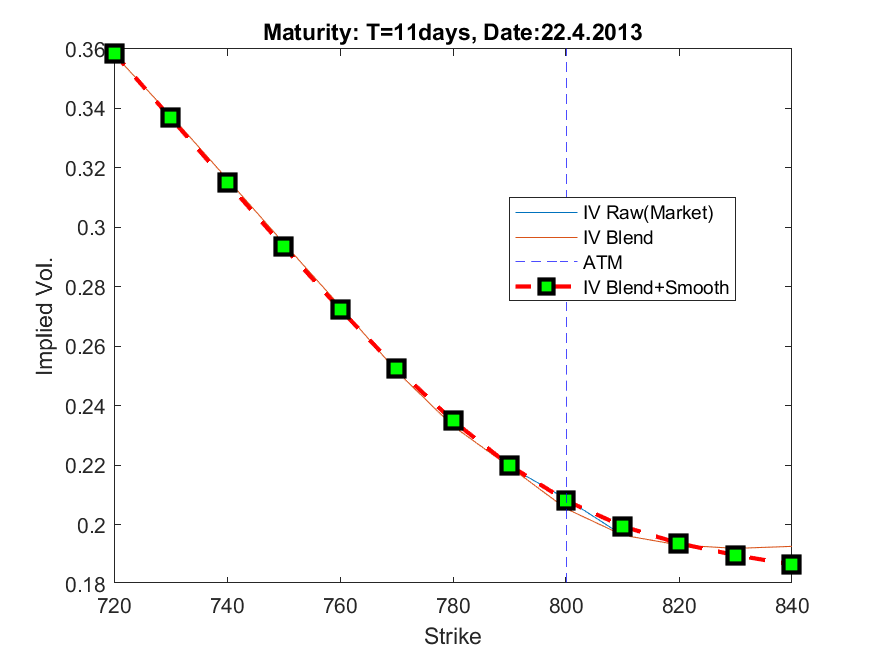 Maturity: T=11days, Date:22.4.2013
0.36
0.34
0.32
0.3
0.28
0.26
0.24
0.22
0.2
0.18
Implied Vol.
IV Raw(Market)
IV Blend
ATM
IV Blend+Smooth
720 740 760 780 800 820 840
Strike